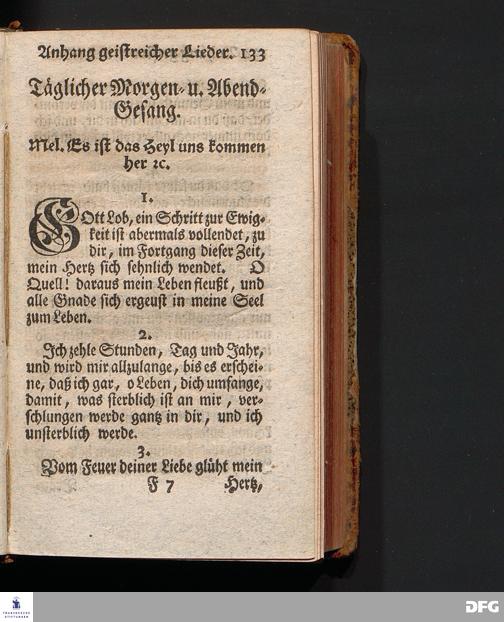 Anhang geistreicher Lieder. 133
Täglicher Morgen- u. Abend-
Gesang.
Mel. Es ist das Heyl uns kommen
her ꝛc.
1.
GOtt Lob, ein Schritt zur Ewig-
keit ist abermals vollendet, zu
dir, im Fortgang dieser Zeit,
mein Hertz sich sehnlich wendet. O
Quell! daraus mein Leben fleußt, und
alle Gnade sich ergeust in meine Seel
zum Leben.
2.
Ich zehle Stunden, Tag und Jahr,
und wird mir allzulange, bis es erschei-
ne, daß ich gar, o Leben, dich umfange,
damit, was sterblich ist an mir, ver-
schlungen werde gantz in dir, und ich
unsterblich werde.
3.
Vom Feuer deiner Liebe glüht mein
F 7 Hertz,
FRANCKESCHE
STIFTUNGEN
DFG